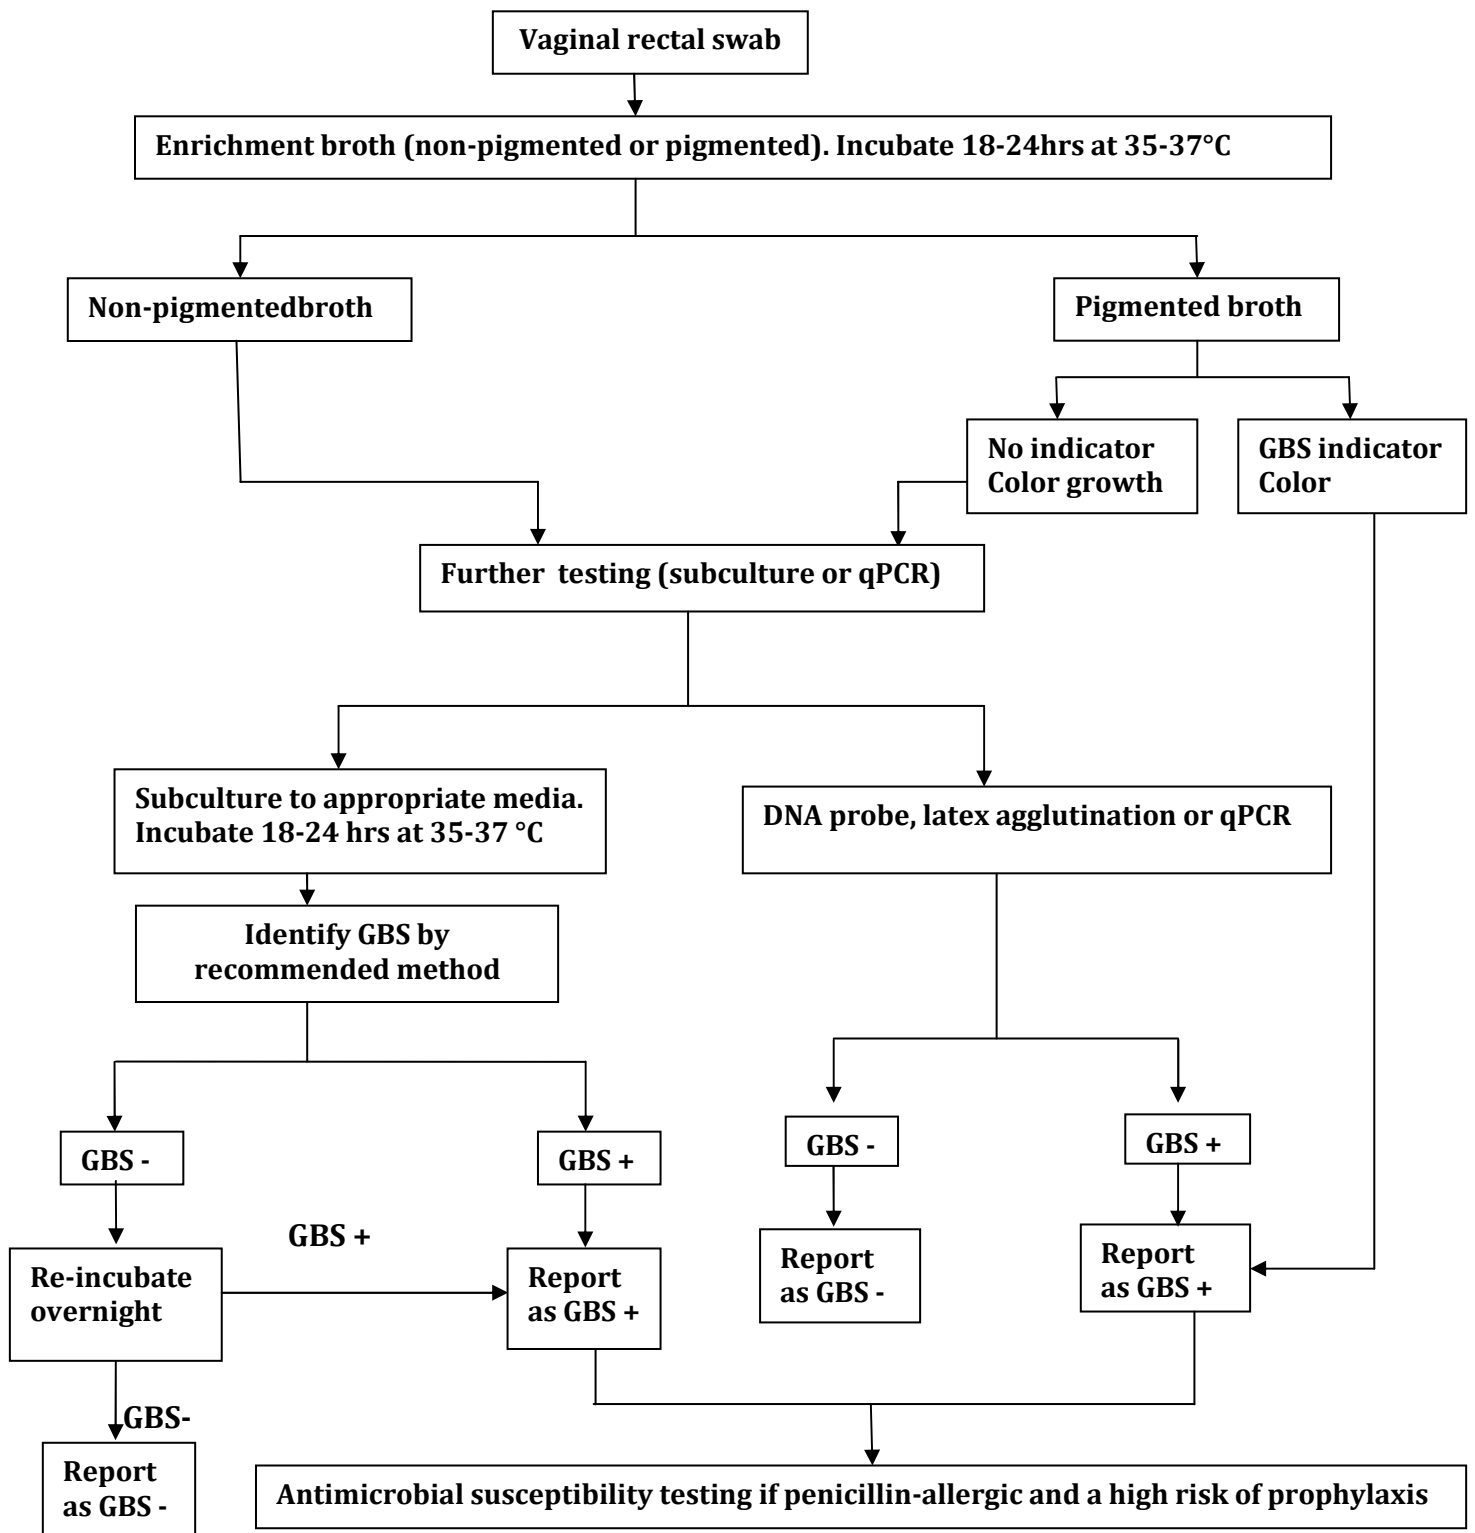 Vaginal rectal swab
Enrichment broth (non-pigmented or pigmented). Incubate 18-24hrs at 35-37°C
Non-pigmentedbroth
Pigmented broth
No indicator
Color growth
GBS indicator
Color
Further testing (subculture or qPCR)
Subculture to appropriate media.
Incubate 18-24 hrs at 35-37 °C
DNA probe, latex agglutination or qPCR
Identify GBS by
recommended method
GBS -
GBS +
GBS -
GBS +
GBS +
Re-incubate
overnight
Report
as GBS +
Report
as GBS -
Report
as GBS +
GBS-
Report
as GBS -
Antimicrobial susceptibility testing if penicillin-allergic and a high risk of prophylaxis